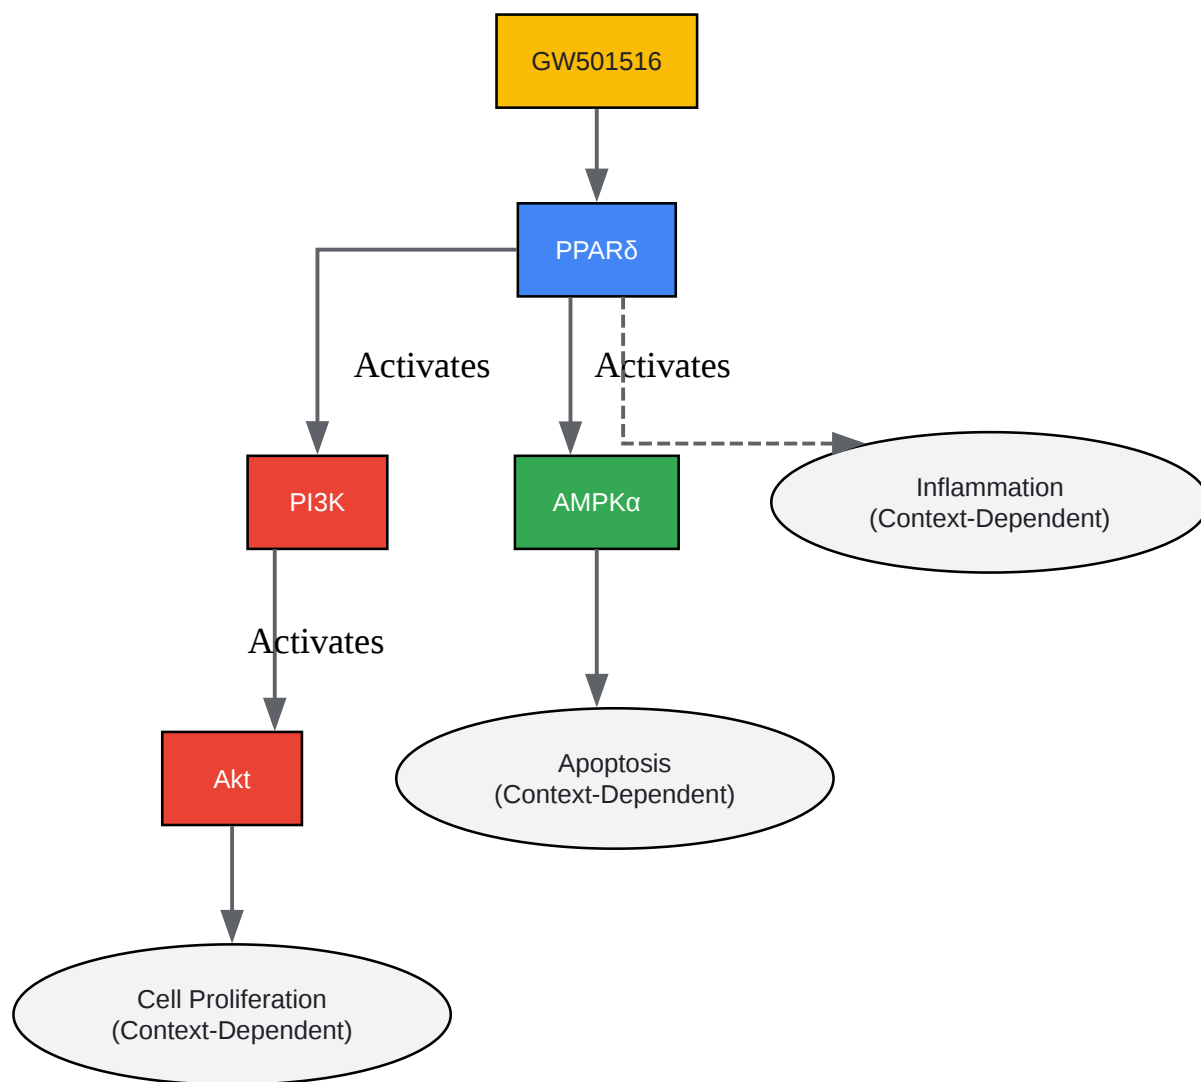 GW501516
PPARδ
Activates
Activates
PI3K
AMPKα
Inflammation
(Context-Dependent)
Activates
Akt
Apoptosis
(Context-Dependent)
Cell Proliferation
(Context-Dependent)